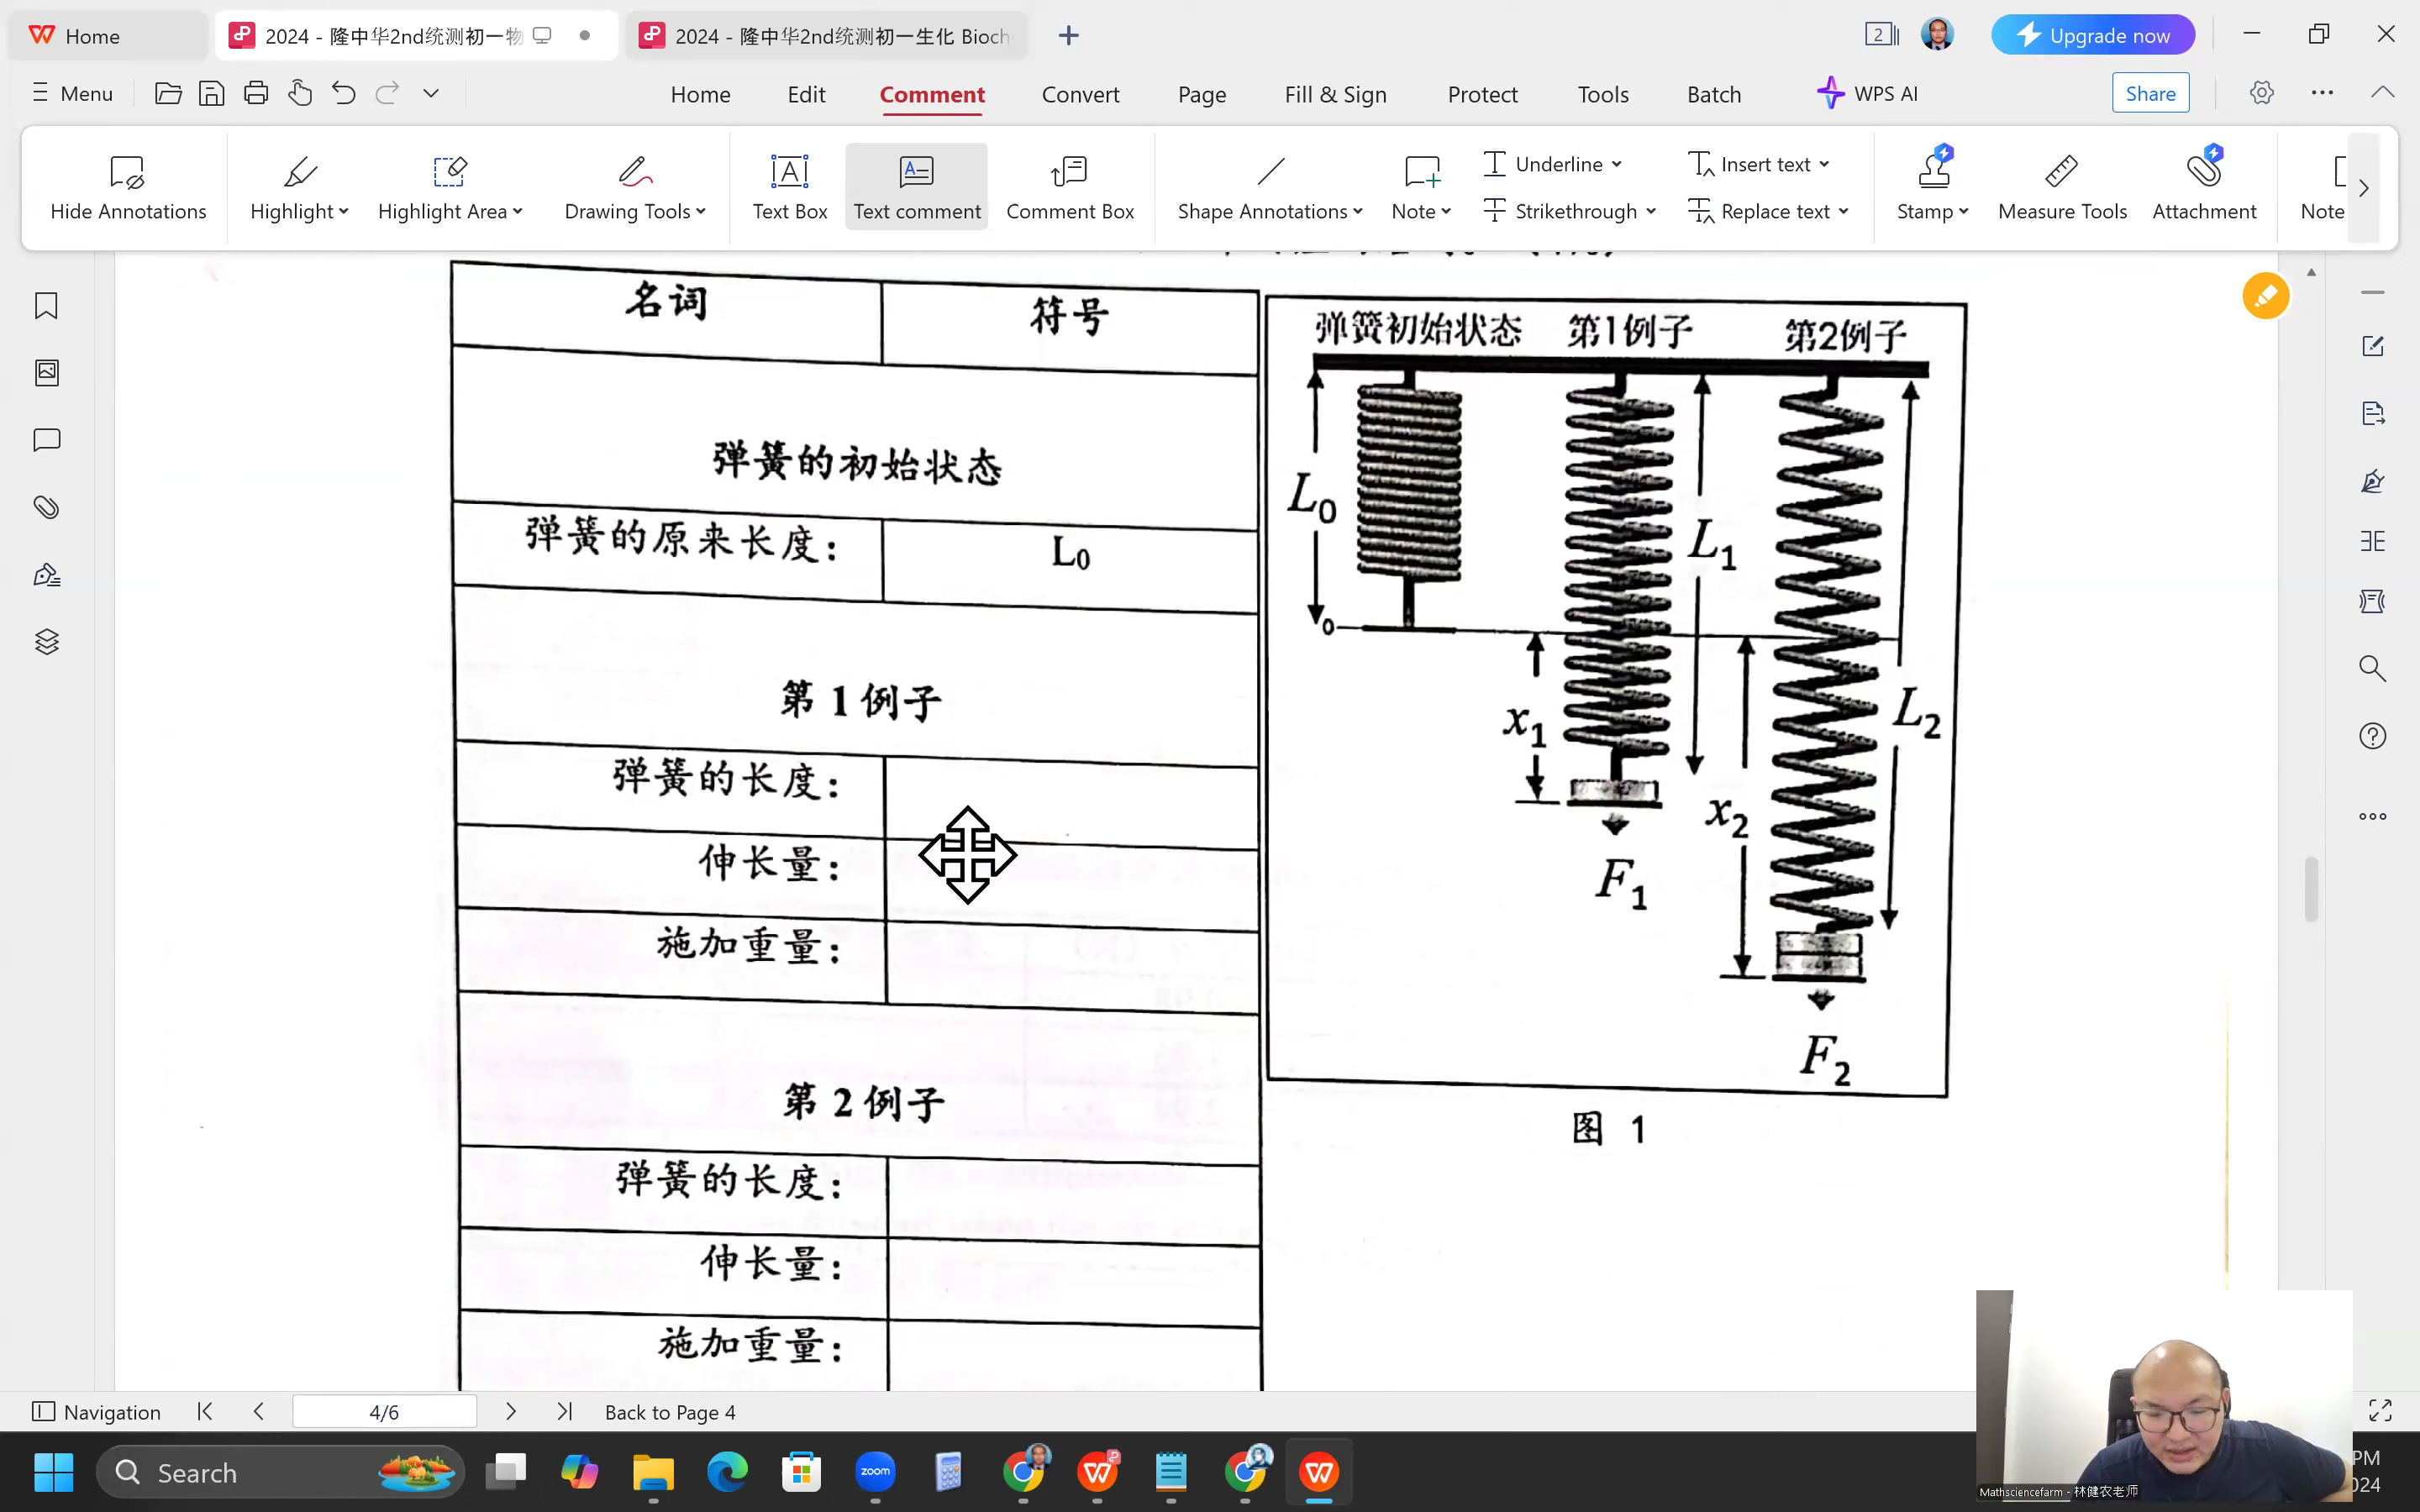 Home
2024 - 隆中华2nd统测初一物
2024 - 隆中华2nd统测初一生化 Bioch
2
Upgrade now
Menu
Home Edit Comment Convert Page Fill & Sign Protect Tools Batch WPS AI
Share
Hide Annotations
Highlight
Highlight Area
Drawing Tools
Text Box
Text comment
Comment Box
Shape Annotations
Note
Underline
Strikethrough
Insert text
Replace text
Stamp
Measure Tools
Attachment
Note
名词 符号
弹簧的初始状态
弹簧的原来长度: L0
第 1 例子
弹簧的长度:
伸长量:
施加重量:
第 2 例子
弹簧的长度:
伸长量:
施加重量:
弹簧初始状态 第1例子 第2例子
L0
L1
0
x1
L2
x2
F1
F2
图 1
Navigation
4/6
Back to Page 4
Search
zoom
PM
024
Mathsciencefarm - 林健农老师